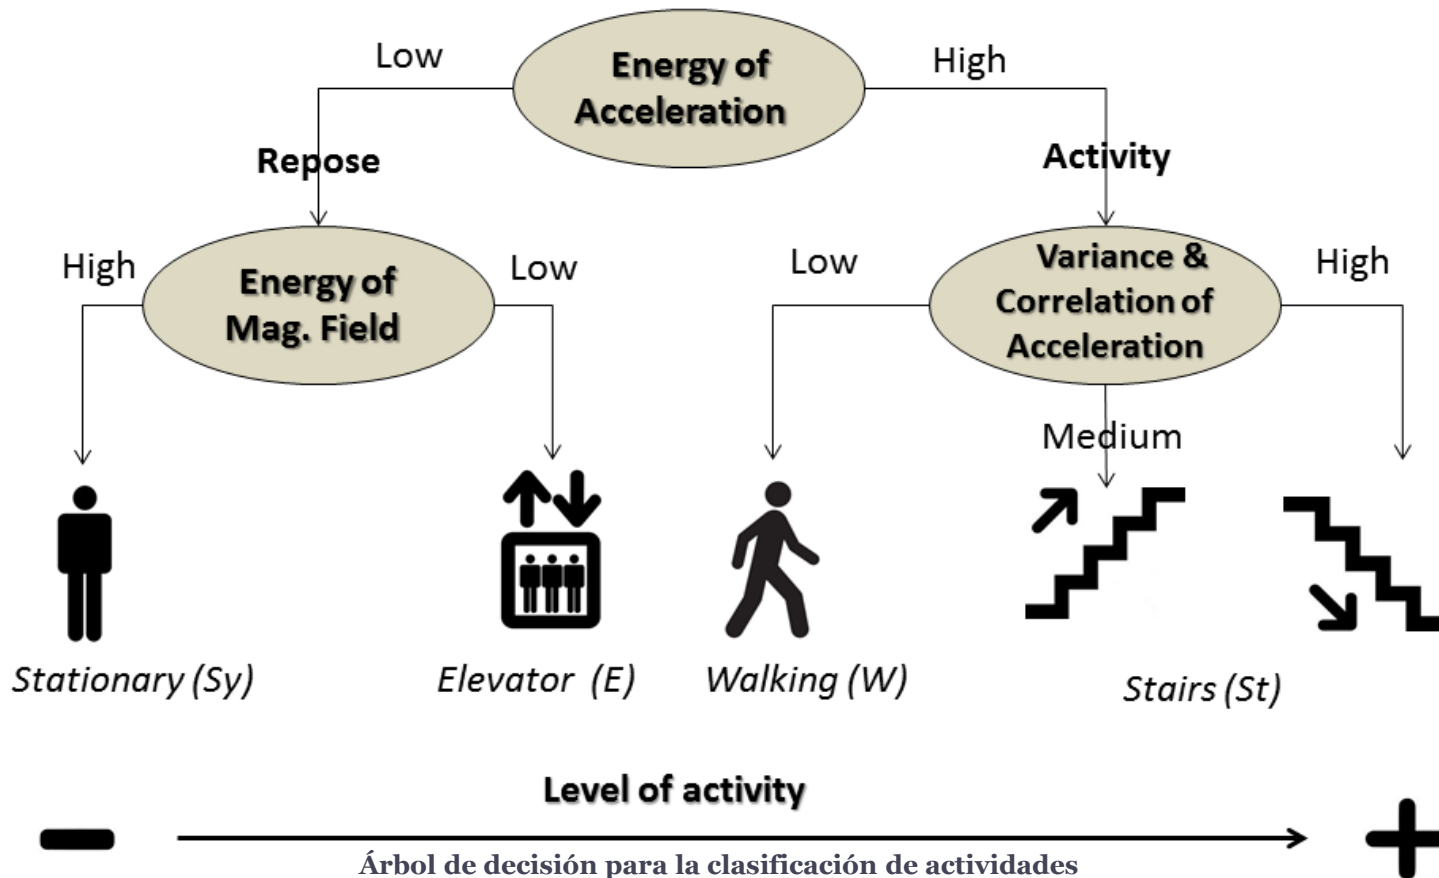 Low
Energy of
Acceleration
High
Repose
Activity
High
Energy of
Mag. Field
Low
Low
Variance &
Correlation of
Acceleration
High
Medium
Stationary (Sy)
Elevator (E)
Walking (W)
Stairs (St)
Level of activity
Árbol de decisión para la clasificación de actividades